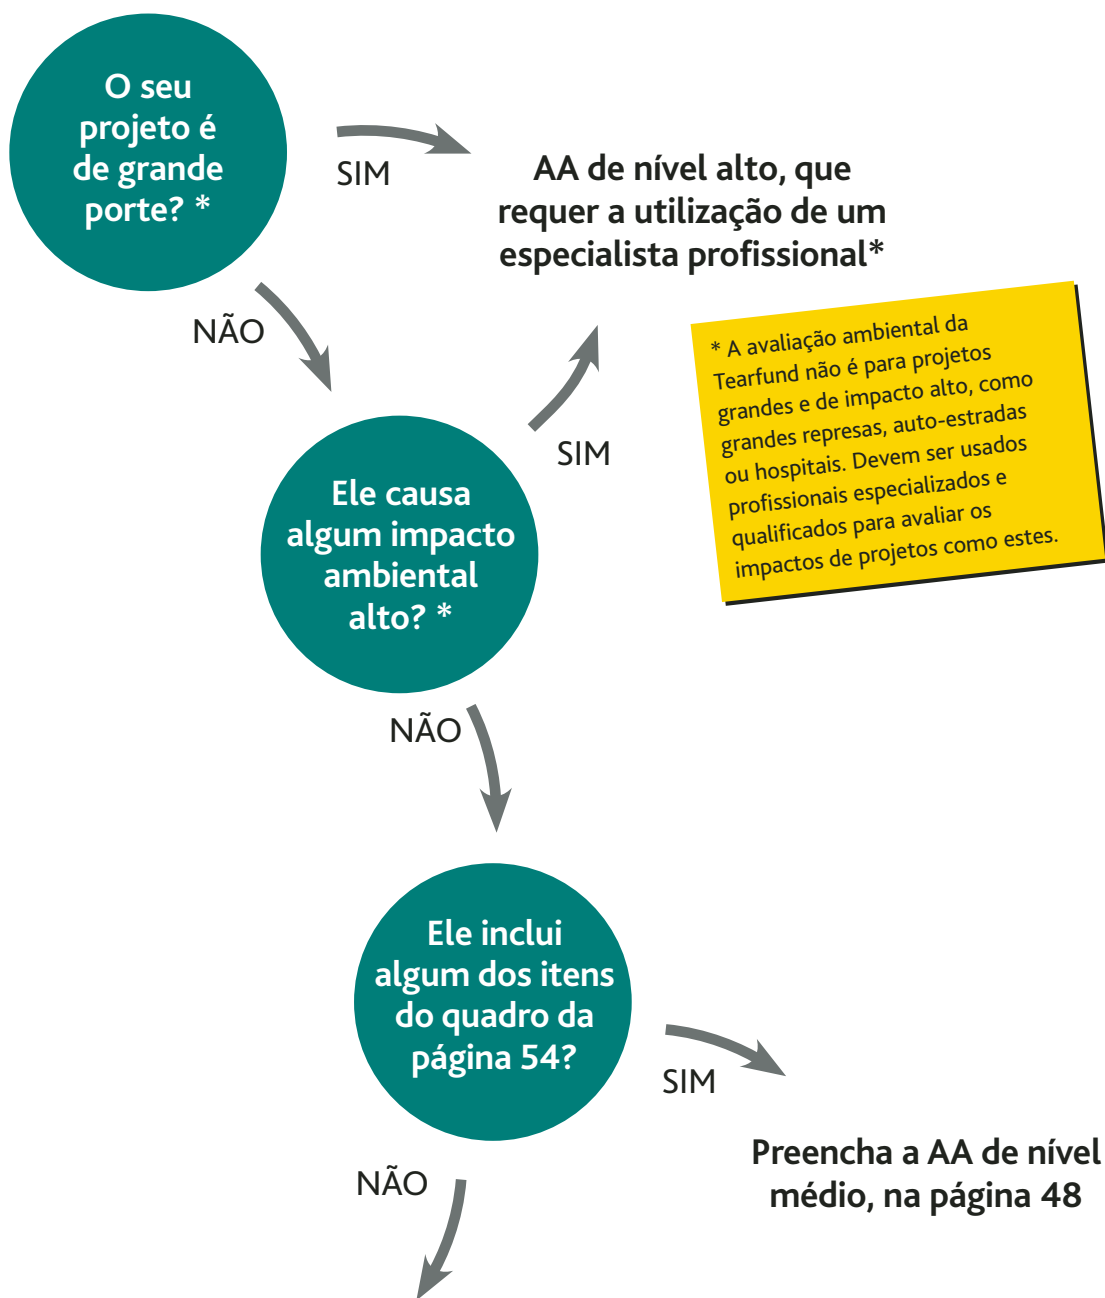 O seu
projeto é
de grande
porte? *
SIM
AA de nível alto, que
requer a utilização de um
especialista profissional*
NÃO
* A avaliação ambiental da
Tearfund não é para projetos
grandes e de impacto alto, como
grandes represas, auto-estradas
ou hospitais. Devem ser usados
profissionais especializados e
qualificados para avaliar os
impactos de projetos como estes.
Ele causa
algum impacto
ambiental
alto? *
SIM
NÃO
Ele inclui
algum dos itens
do quadro da
página 54?
SIM
Preencha a AA de nível
médio, na página 48
NÃO